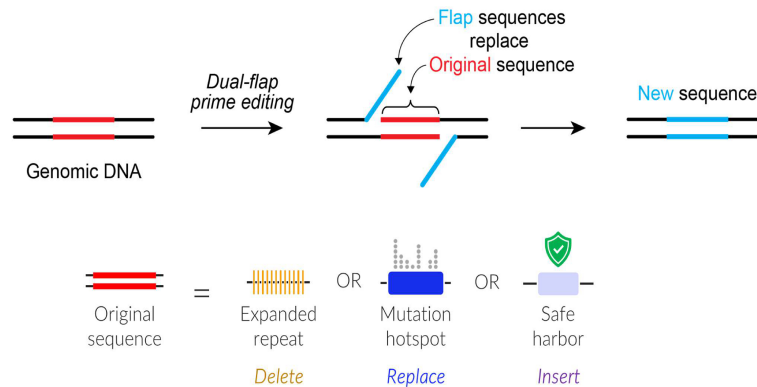 Flap sequences
replace
Original sequence
Dual-flap
prime editing
New sequence
Genomic DNA
Original
sequence
=
Expanded
repeat
Delete
OR
Mutation
hotspot
Replace
OR
Safe
harbor
Insert